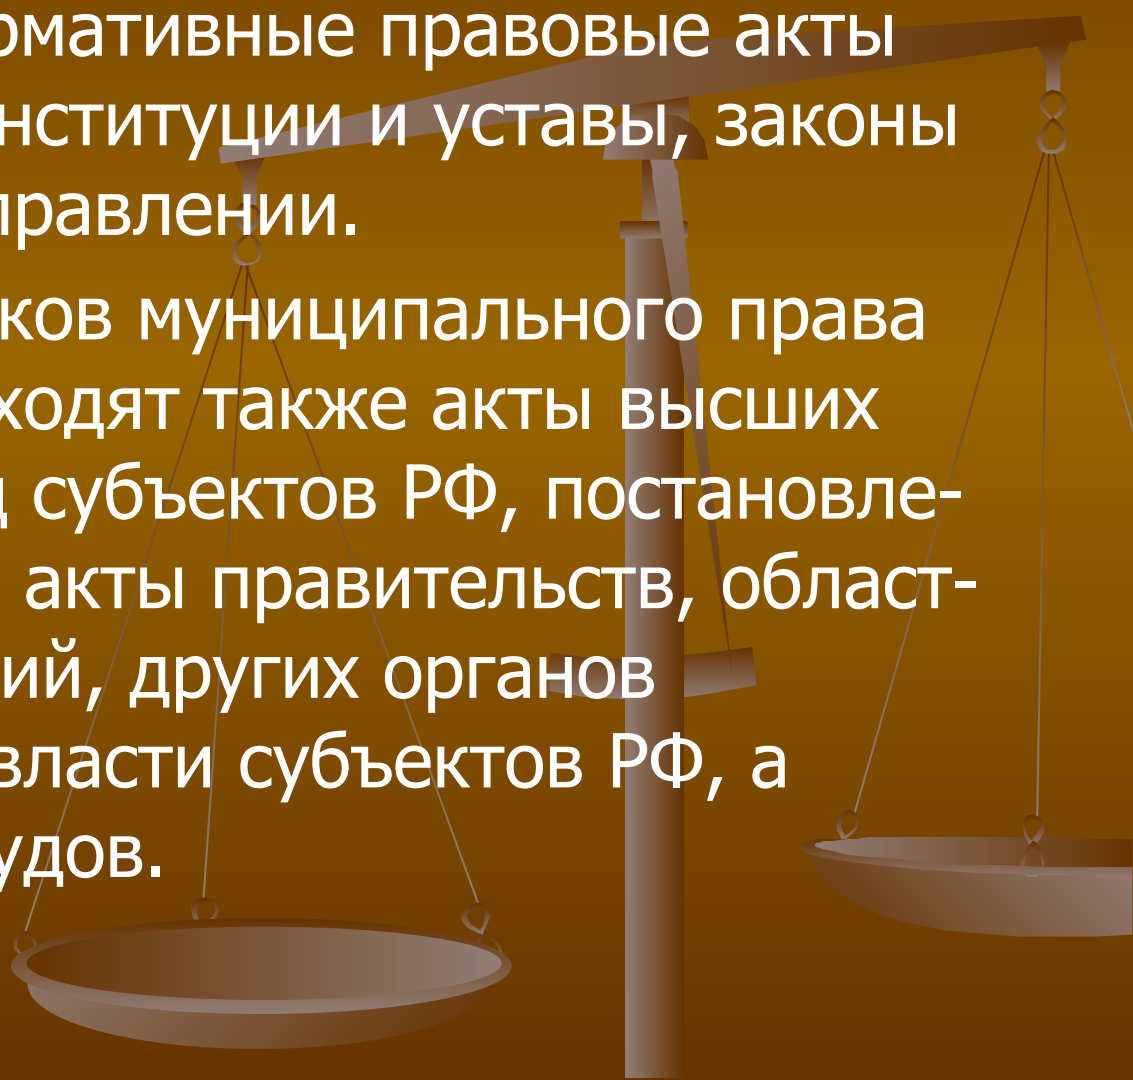 рмативные правовые акты
нституции и уставы, законы
правлении.
ков муниципального права
ходят также акты высших
д субъектов РФ, постановле-
акты правительств, област-
ий, других органов
власти субъектов РФ, а
удов.